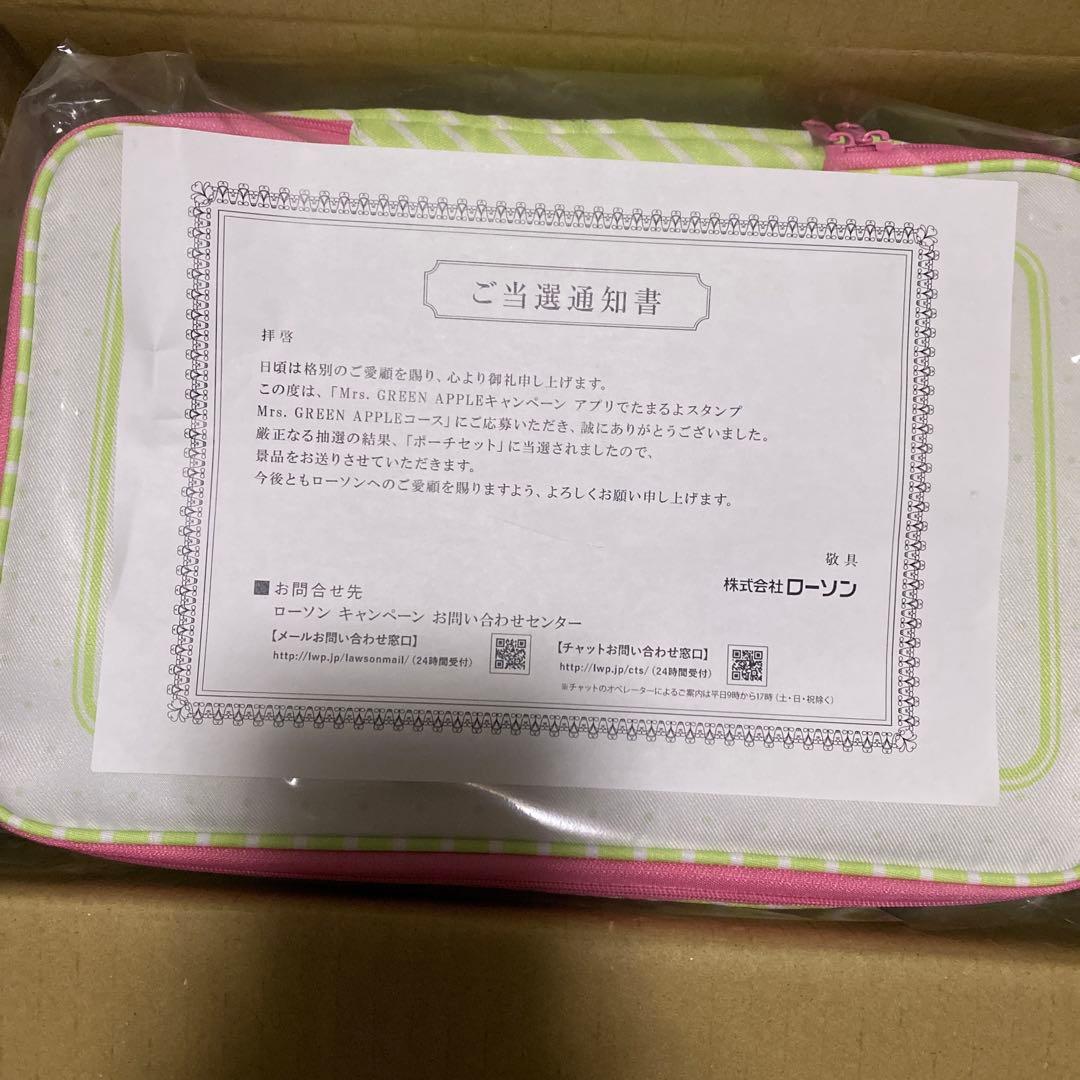 ご当選通知書
拝啓
日頃は格別のご愛顧を賜り、心より御礼申し上げます。
この度は、「Mrs. GREEN APPLEキャンペーン アプリでたまるよスタンプ
Mrs. GREEN APPLEコース」にご応募いただき、誠にありがとうございました。
厳正なる抽選の結果、「ポーチセット」に当選されましたので、
景品をお送りさせていただきます。
今後ともローソンへのご愛顧を賜りますよう、よろしくお願い申し上げます。
敬具
株式会社ローソン
■お問合せ先
ローソン キャンペーン お問い合わせセンター
【メールお問い合わせ窓口】
http://lwp.jp/lawsonmail/（24時間受付）
【チャットお問い合わせ窓口】
http://lwp.jp/cts/（24時間受付）
※チャットのオペレーターによるご案内は平日9時から17時（土・日・祝除く）